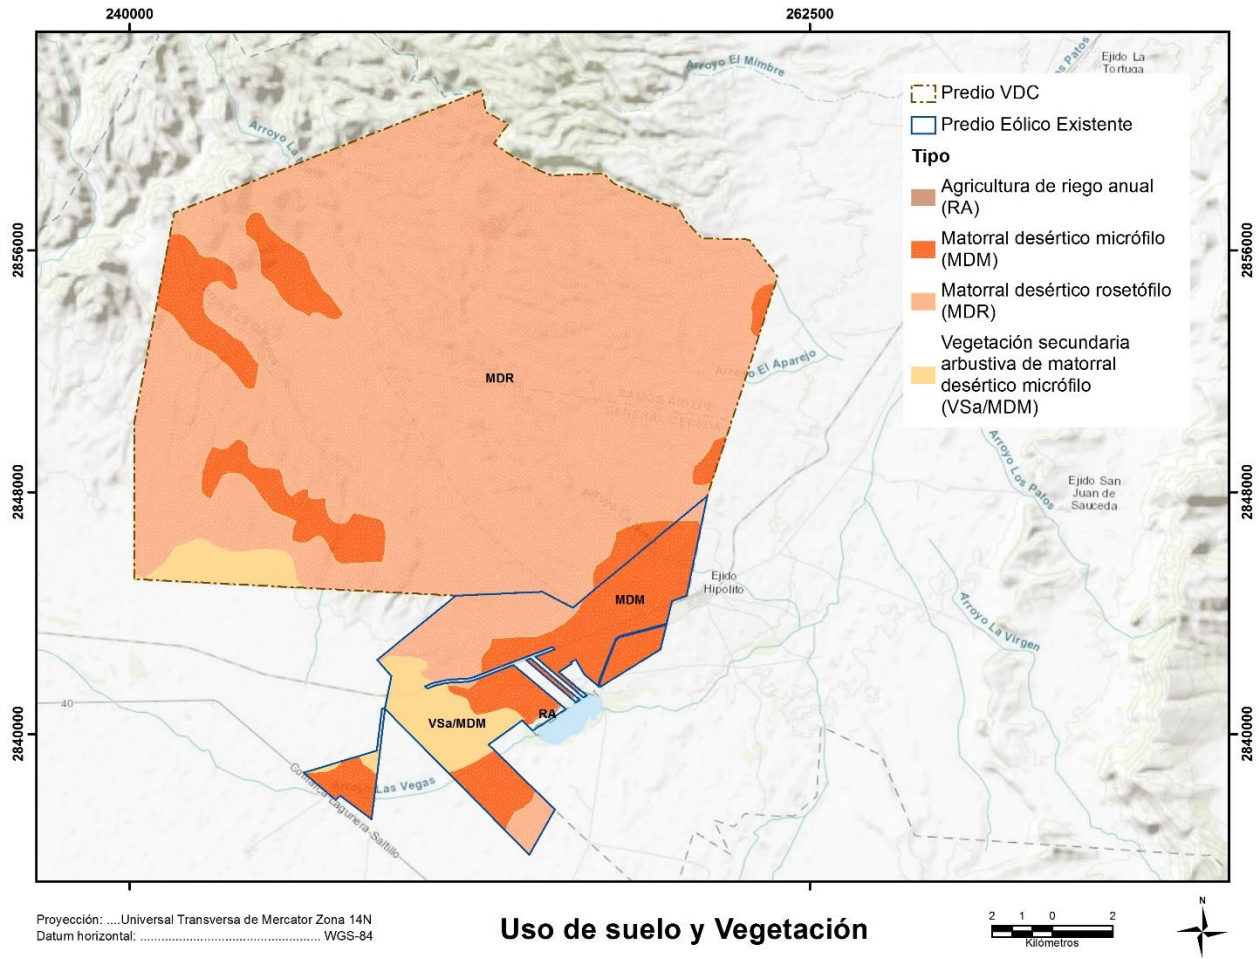 240000
262500
Arroyo El Mimbre
os Patos
Ejido La
Tortuga
Predio VDC
Predio Eólico Existente
Tipo
Agricultura de riego anual
(RA)
Matorral desértico micrófilo
(MDM)
Matorral desértico rosetófilo
(MDR)
Vegetación secundaria
arbustiva de matorral
desértico micrófilo
(VSa/MDM)
Arroyo La
2856000
2856000
MDR
Arroyo El Aparejo
RAMOS ARIZPE
GENERAL CEPEDA
Arroyo Los Patos
Ejido San
Juan de
Sauceda
2848000
2848000
Arroyo
Ejido
Hipólito
MDM
Arroyo La Virgen
40
VSa/MDM
RA
2840000
2840000
Arroyo Las Vegas
Comarca Lagunera-Saltillo
Proyección: ....Universal Transversa de Mercator Zona 14N
Datum horizontal: ................................................ WGS-84
Uso de suelo y Vegetación
2 1 0 2
Kilómetros
N